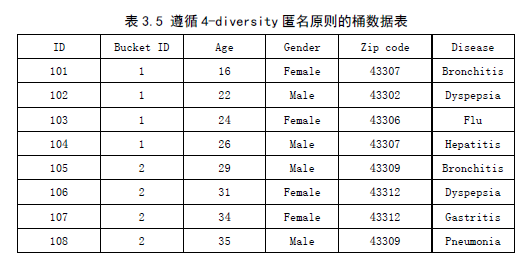 表 3.5 遵循 4-diversity 匿名原则的桶数据表
ID Bucket ID Age Gender Zip code Disease
101 1 16 Female 43307 Bronchitis
102 1 22 Male 43302 Dyspepsia
103 1 24 Female 43306 Flu
104 1 26 Male 43307 Hepatitis
105 2 29 Male 43309 Bronchitis
106 2 31 Female 43312 Dyspepsia
107 2 34 Female 43312 Gastritis
108 2 35 Male 43309 Pneumonia